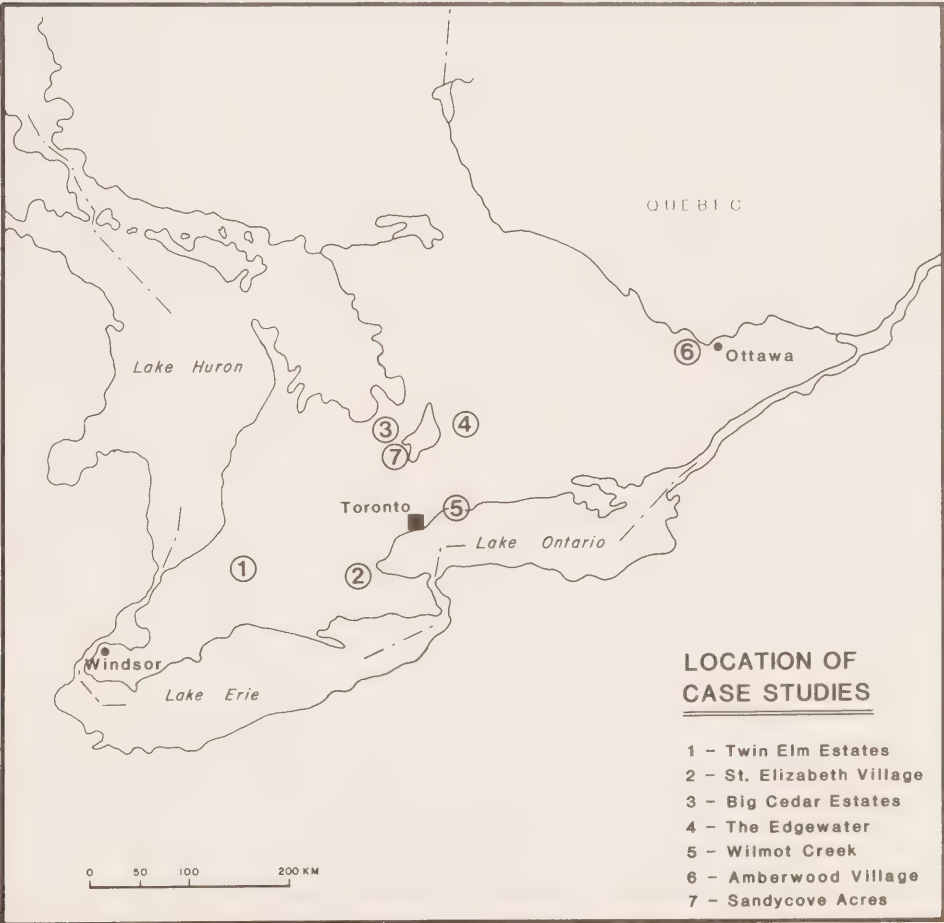 QUEBEC
Lake Huron
6
Ottawa
3
4
7
Toronto
5
Lake Ontario
1
2
Windsor
Lake Erie
LOCATION OF
CASE STUDIES
1 - Twin Elm Estates
2 - St. Elizabeth Village
3 - Big Cedar Estates
4 - The Edgewater
5 - Wilmot Creek
6 - Amberwood Village
7 - Sandycove Acres
0 50 100 200 KM